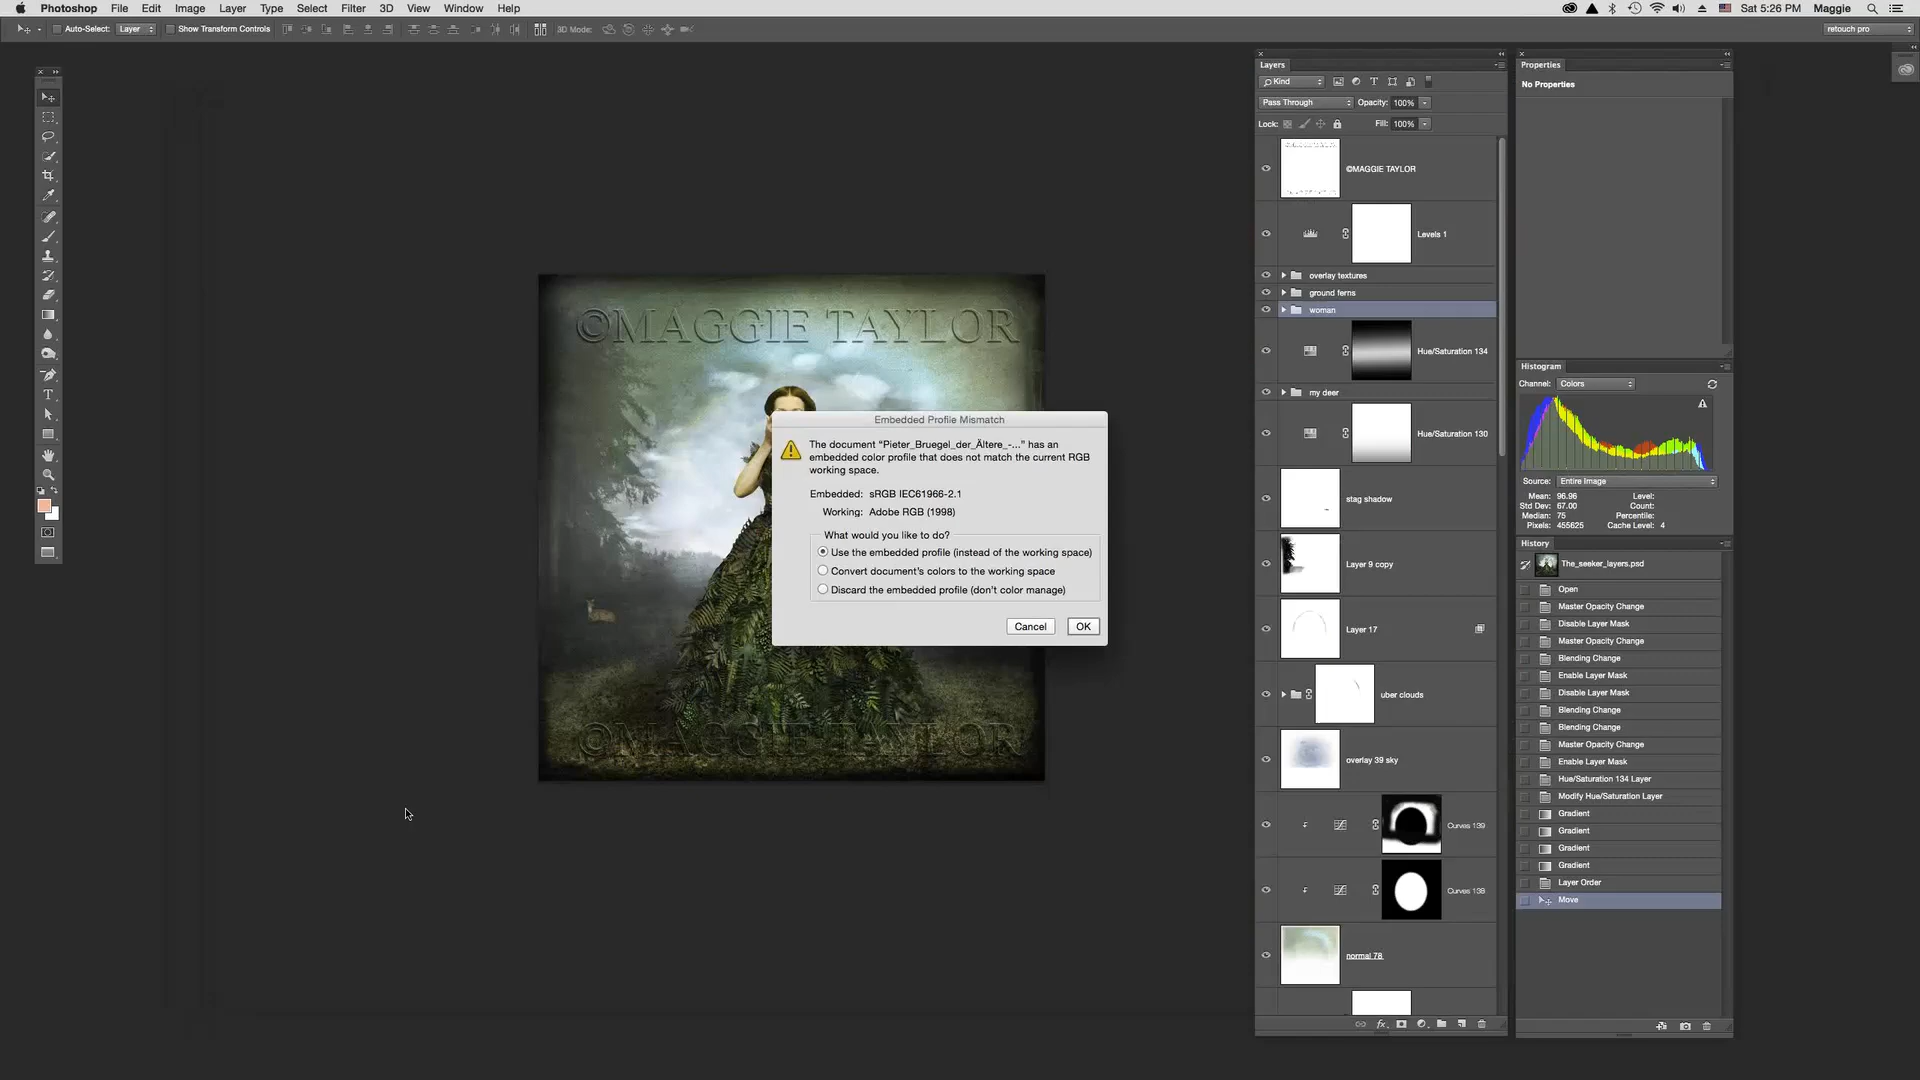 Photoshop File Edit Image Layer Type Select Filter 3D View Window Help
Sat 5:26 PM Maggie
Auto-Select: Layer Show Transform Controls 3D Mode: retouch pro
©MAGGIE TAYLOR
©MAGGIE TAYLOR
Embedded Profile Mismatch
The document “Pieter_Bruegel_der_Ältere_-...” has an
embedded color profile that does not match the current RGB
working space.
Embedded: sRGB IEC61966-2.1
Working: Adobe RGB (1998)
What would you like to do?
Use the embedded profile (instead of the working space)
Convert document's colors to the working space
Discard the embedded profile (don't color manage)
Cancel OK
Layers
Kind
Pass Through Opacity: 100%
Lock: Fill: 100%
©MAGGIE TAYLOR
Levels 1
overlay textures
ground ferns
woman
Hue/Saturation 134
my deer
Hue/Saturation 130
stag shadow
Layer 9 copy
Layer 17
uber clouds
overlay 39 sky
Curves 139
Curves 138
normal 78
Properties
No Properties
Histogram
Channel: Colors
Source: Entire Image
Mean: 96.96 Level:
Std Dev: 67.00 Count:
Median: 75 Percentile:
Pixels: 455625 Cache Level: 4
History
The_seeker_layers.psd
Open
Master Opacity Change
Disable Layer Mask
Master Opacity Change
Blending Change
Enable Layer Mask
Disable Layer Mask
Blending Change
Blending Change
Master Opacity Change
Enable Layer Mask
Hue/Saturation 134 Layer
Modify Hue/Saturation Layer
Gradient
Gradient
Gradient
Gradient
Layer Order
Move